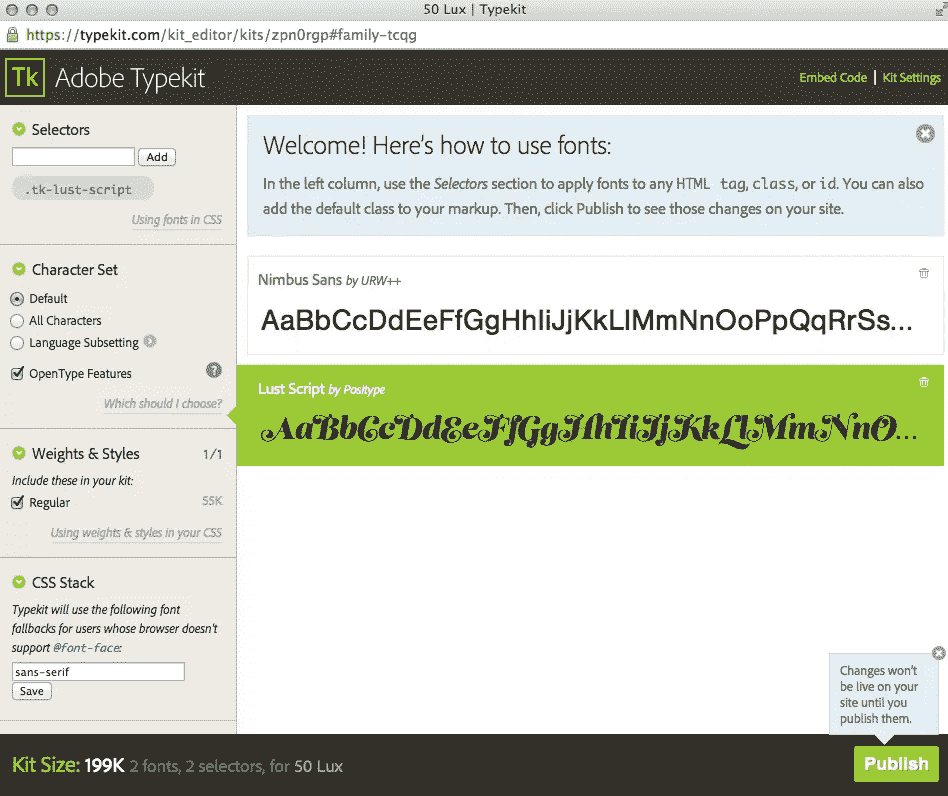 50 Lux | Typekit
https://typekit.com/kit_editor/kits/zpn0rgp#family-tcqg
Tk Adobe Typekit
Embed Code | Kit Settings
Selectors
Add
.tk-lust-script
Using fonts in CSS
Character Set
Default
All Characters
Language Subsetting
OpenType Features ?
Which should I choose?
Weights & Styles 1/1
Include these in your kit:
Regular 55K
Using weights & styles in your CSS
CSS Stack
Typekit will use the following font
fallbacks for users whose browser doesn't
support @font-face:
sans-serif
Save
Welcome! Here's how to use fonts:
In the left column, use the Selectors section to apply fonts to any HTML tag, class, or id. You can also
add the default class to your markup. Then, click Publish to see those changes on your site.
Nimbus Sans by URW++
AaBbCcDdEeFfGgHhIiJjKkLlMmNnOoPpQqRrSs...
Lust Script by Positype
AaBbCcDdEeFfGgHhIiJjKkLlMmNnO...
Changes won't
be live on your
site until you
publish them.
Kit Size: 199K 2 fonts, 2 selectors, for 50 Lux
Publish